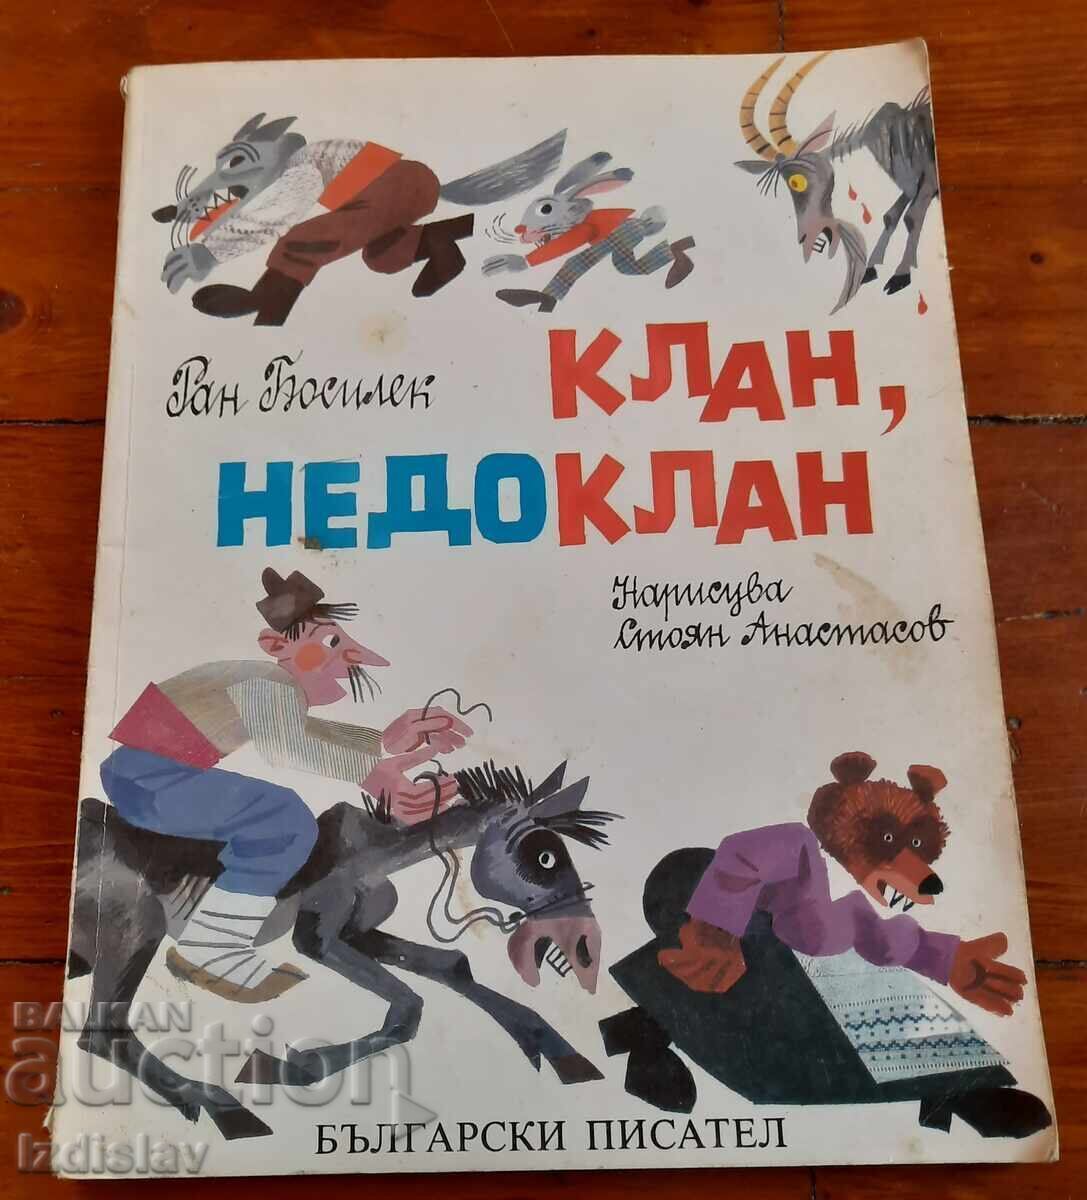 Ран Босилек
КЛАН,
НЕДОКЛАН
Нарисува
Стоян Анастасов
БЪЛГАРСКИ ПИСАТЕЛ
BALKAN
auction
Izdislav